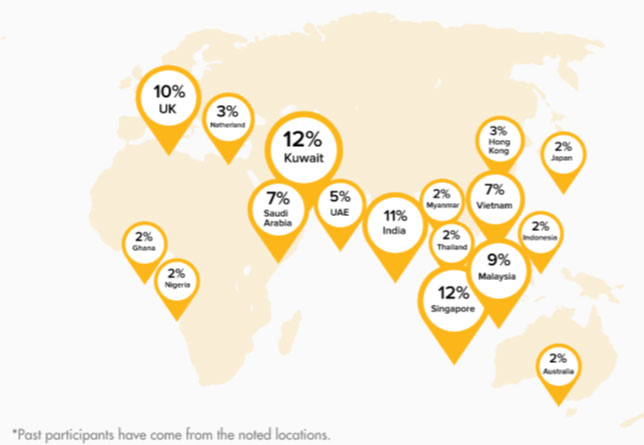 10%
UK
3%
Netherland
12%
Kuwait
3%
Hong
Kong
2%
Japan
7%
Saudi
Arabia
5%
UAE
11%
India
2%
Myanmar
7%
Vietnam
2%
Ghana
2%
Nigeria
2%
Thailand
2%
Indonesia
12%
Singapore
9%
Malaysia
2%
Australia
*Past participants have come from the noted locations.